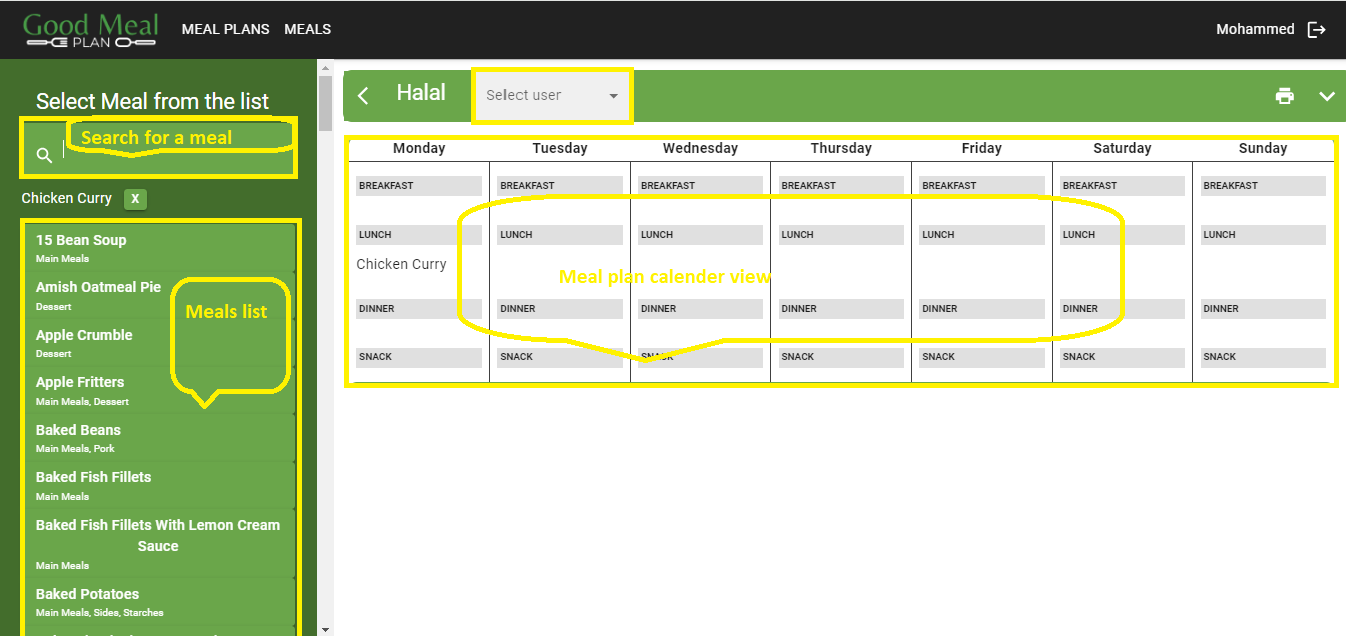 Good Meal
PLAN
MEAL PLANS MEALS
Mohammed
Select Meal from the list
Search for a meal
Chicken Curry X
15 Bean Soup
Main Meals
Amish Oatmeal Pie
Dessert
Apple Crumble
Dessert
Apple Fritters
Main Meals, Dessert
Baked Beans
Main Meals, Pork
Baked Fish Fillets
Main Meals
Baked Fish Fillets With Lemon Cream
Sauce
Main Meals
Baked Potatoes
Main Meals, Sides, Starches
Meals list
Halal Select user
Monday Tuesday Wednesday Thursday Friday Saturday Sunday
BREAKFAST BREAKFAST BREAKFAST BREAKFAST BREAKFAST BREAKFAST BREAKFAST
LUNCH LUNCH LUNCH LUNCH LUNCH LUNCH LUNCH
Chicken Curry
Meal plan calender view
DINNER DINNER DINNER DINNER DINNER DINNER DINNER
SNACK SNACK SNACK SNACK SNACK SNACK SNACK